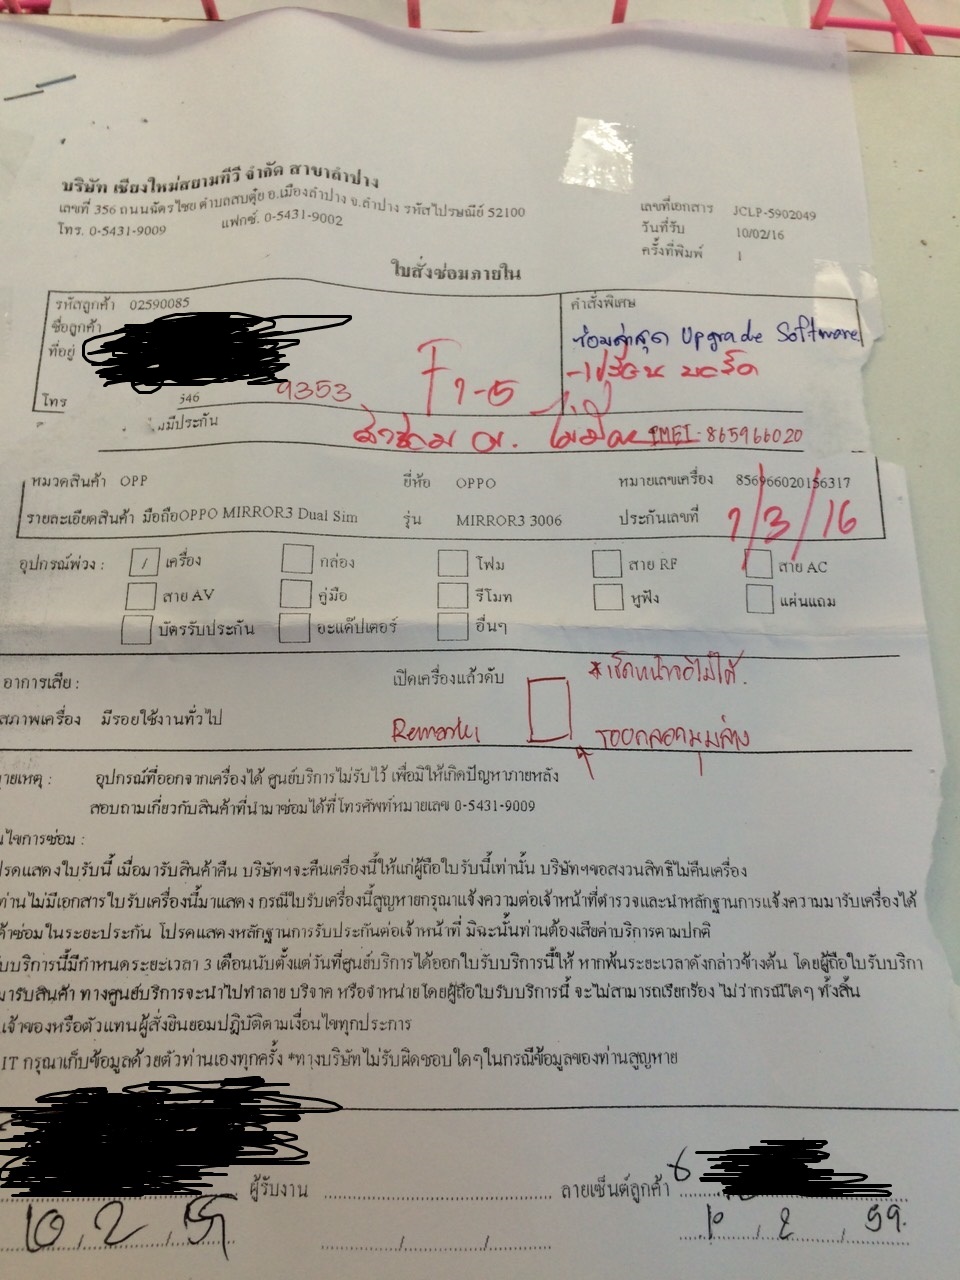 บริษัท เชียงใหม่สยามทีวี จำกัด สาขาลำปาง
เลขที่ 356 ถนนฉัตรไชย ตำบลสบตุ๋ย อ.เมืองลำปาง จ.ลำปาง รหัสไปรษณีย์ 52100
โทร. 0-5431-9009 แฟกซ์. 0-5431-9002
เลขที่เอกสาร JCLP-5902049
วันที่รับ 10/02/16
ครั้งที่พิมพ์ 1
ใบสั่งซ่อมภายใน
รหัสลูกค้า 02590085
ชื่อลูกค้า
ที่อยู่
โทร 346 9353
F1-5
คำสั่งพิเศษ
ซ่อมล่าสุด Upgrade Software
-เปลี่ยน บอร์ด
มีประกัน
ไม่มี IMEI: 865966020
หมวดสินค้า OPP ยี่ห้อ OPPO หมายเลขเครื่อง 856966020156317
รายละเอียดสินค้า มือถือOPPO MIRROR3 Dual Sim รุ่น MIRROR3 3006 ประกันเลขที่ 1/3/16
อุปกรณ์พ่วง : / เครื่อง กล่อง โฟม สาย RF สาย AC
สาย AV คู่มือ รีโมท หูฟัง แผ่นแถม
บัตรรับประกัน อะแด๊ปเตอร์ อื่นๆ
อาการเสีย : เปิดเครื่องแล้วดับ *เช็ดหน้าจอไม่ได้.
สภาพเครื่อง มีรอยใช้งานทั่วไป Remark รอยถลอกมุมล่าง
ายเหตุ : อุปกรณ์ที่ออกจากเครื่องได้ ศูนย์บริการไม่รับไว้ เพื่อมิให้เกิดปัญหาภายหลัง
สอบถามเกี่ยวกับสินค้าที่นำมาซ่อมได้ที่โทรศัพท์หมายเลข 0-5431-9009
นไขการซ่อม :
ปรดแสดงใบรับนี้ เมื่อมารับสินค้าคืน บริษัทฯจะคืนเครื่องนี้ให้แก่ผู้ถือใบรับนี้เท่านั้น บริษัทฯขอสงวนสิทธิไม่คืนเครื่อง
ท่านไม่มีเอกสารใบรับเครื่องนี้มาแสดง กรณีใบรับเครื่องนี้สูญหายกรุณาแจ้งความต่อเจ้าหน้าที่ตำรวจและนำหลักฐานการแจ้งความมารับเครื่องได้
ค้าซ่อมในระยะประกัน โปรดแสดงหลักฐานการรับประกันต่อเจ้าหน้าที่ มิฉะนั้นท่านต้องเสียค่าบริการตามปกติ
ับบริการนี้มีกำหนดระยะเวลา 3 เดือนนับตั้งแต่วันที่ศูนย์บริการได้ออกใบรับบริการนี้ให้ หากพ้นระยะเวลาดังกล่าวข้างต้น โดยผู้ถือใบรับบริกา
มารับสินค้า ทางศูนย์บริการจะนำไปทำลาย บริจาค หรือจำหน่ายโดยผู้ถือใบรับบริการนี้ จะไม่สามารถเรียกร้อง ไม่ว่ากรณีใดๆ ทั้งสิ้น
เจ้าของหรือตัวแทนผู้สั่งยินยอมปฏิบัติตามเงื่อนไขทุกประการ
IT กรุณาเก็บข้อมูลด้วยตัวท่านเองทุกครั้ง *ทางบริษัทไม่รับผิดชอบใดๆในกรณีข้อมูลของท่านสูญหาย
ผู้รับงาน ลายเซ็นต์ลูกค้า
10 / 2 / 59 / / 10 / 2 / 59.